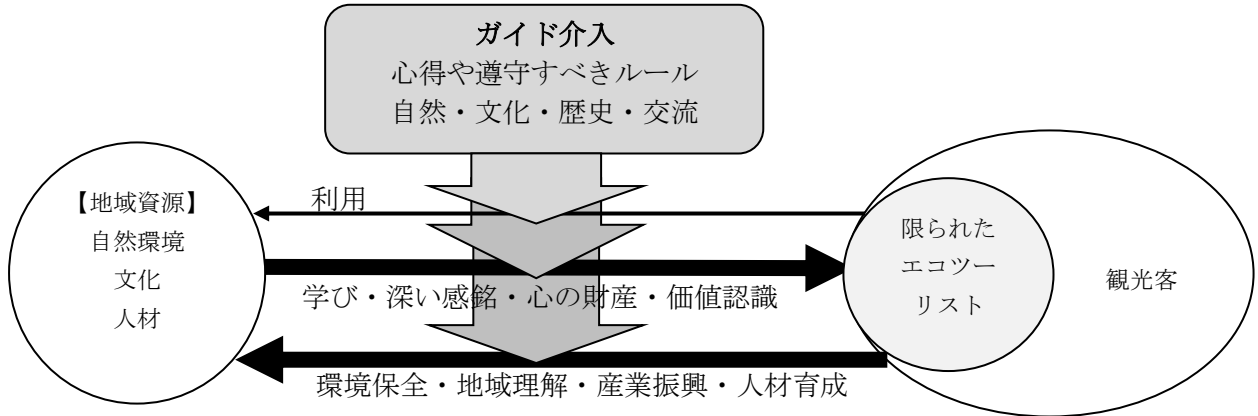 ガイド介入
心得や遵守すべきルール
自然・文化・歴史・交流
【地域資源】
自然環境
文化
人材
利用
学び・深い感銘・心の財産・価値認識
環境保全・地域理解・産業振興・人材育成
限られた
エコツー
リスト
観光客